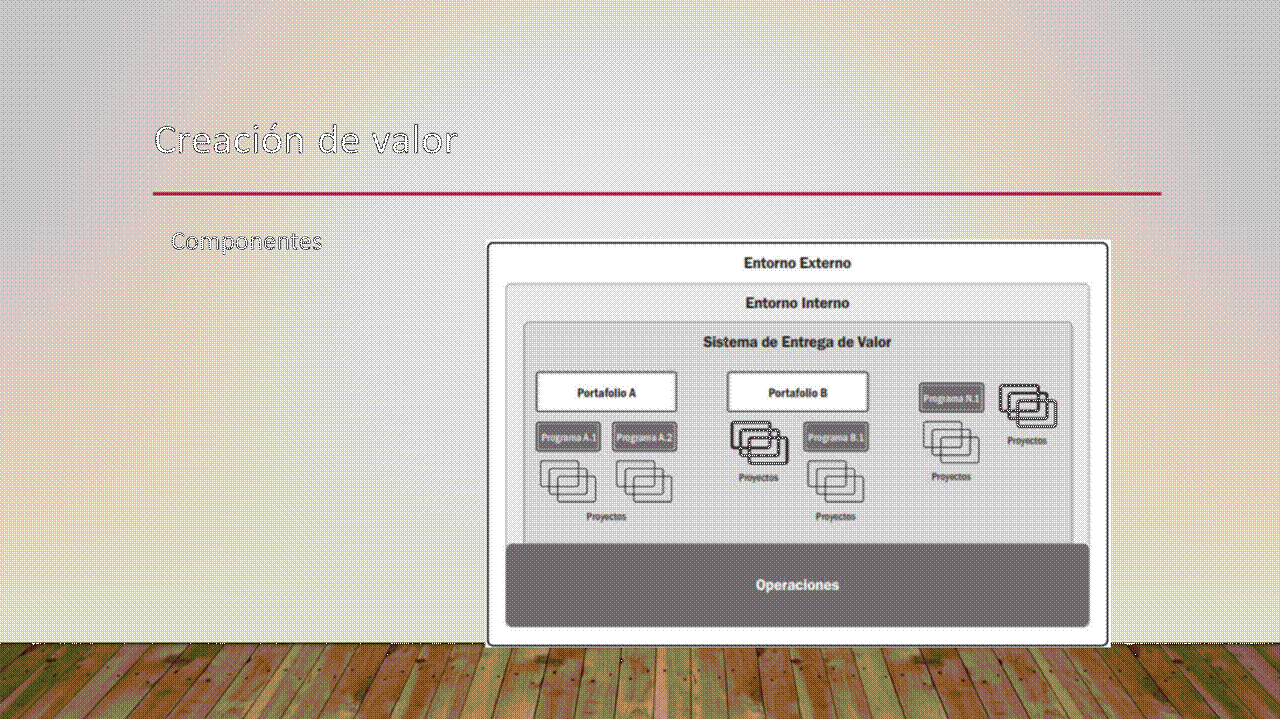 Creación de valor
Componentes
Entorno Externo
Entorno Interno
Sistema de Entrega de Valor
Portafolio A
Portafolio B
Programa N.1
Proyectos
Programa A.1
Programa A.2
Programa B.1
Proyectos
Proyectos
Proyectos
Proyectos
Operaciones